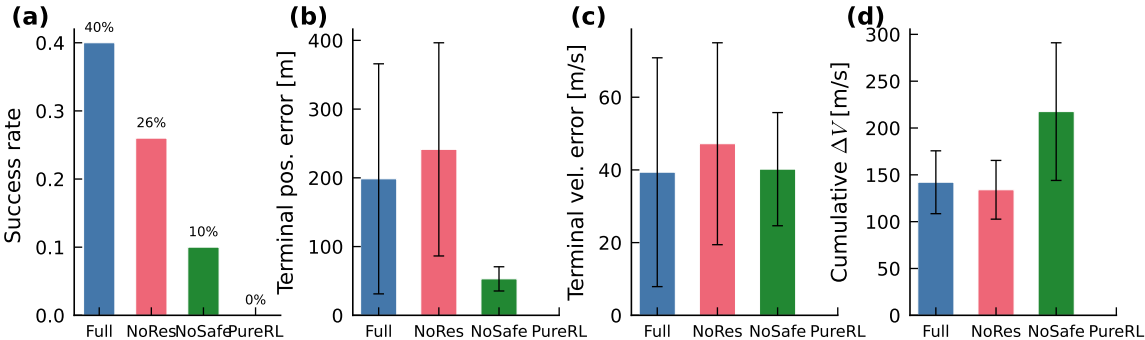 (a)
Success rate
0.4
0.3
0.2
0.1
0.0
40%
26%
10%
0%
Full
NoRes
NoSafe
PureRL
(b)
Terminal pos. error [m]
400
300
200
100
0
Full
NoRes
NoSafe
PureRL
(c)
Terminal vel. error [m/s]
60
40
20
0
Full
NoRes
NoSafe
PureRL
(d)
Cumulative ΔV [m/s]
300
250
200
150
100
50
0
Full
NoRes
NoSafe
PureRL